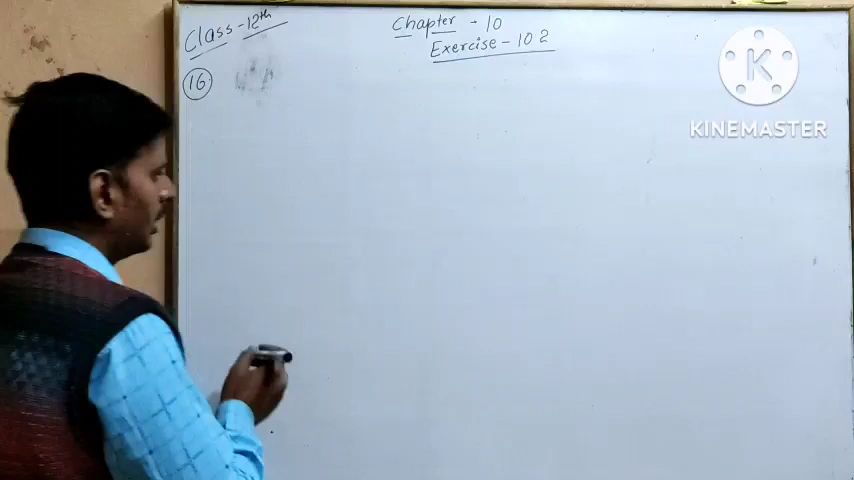 Class - 12th
Chapter - 10
Exercise - 10 2
16
K
KINEMASTER